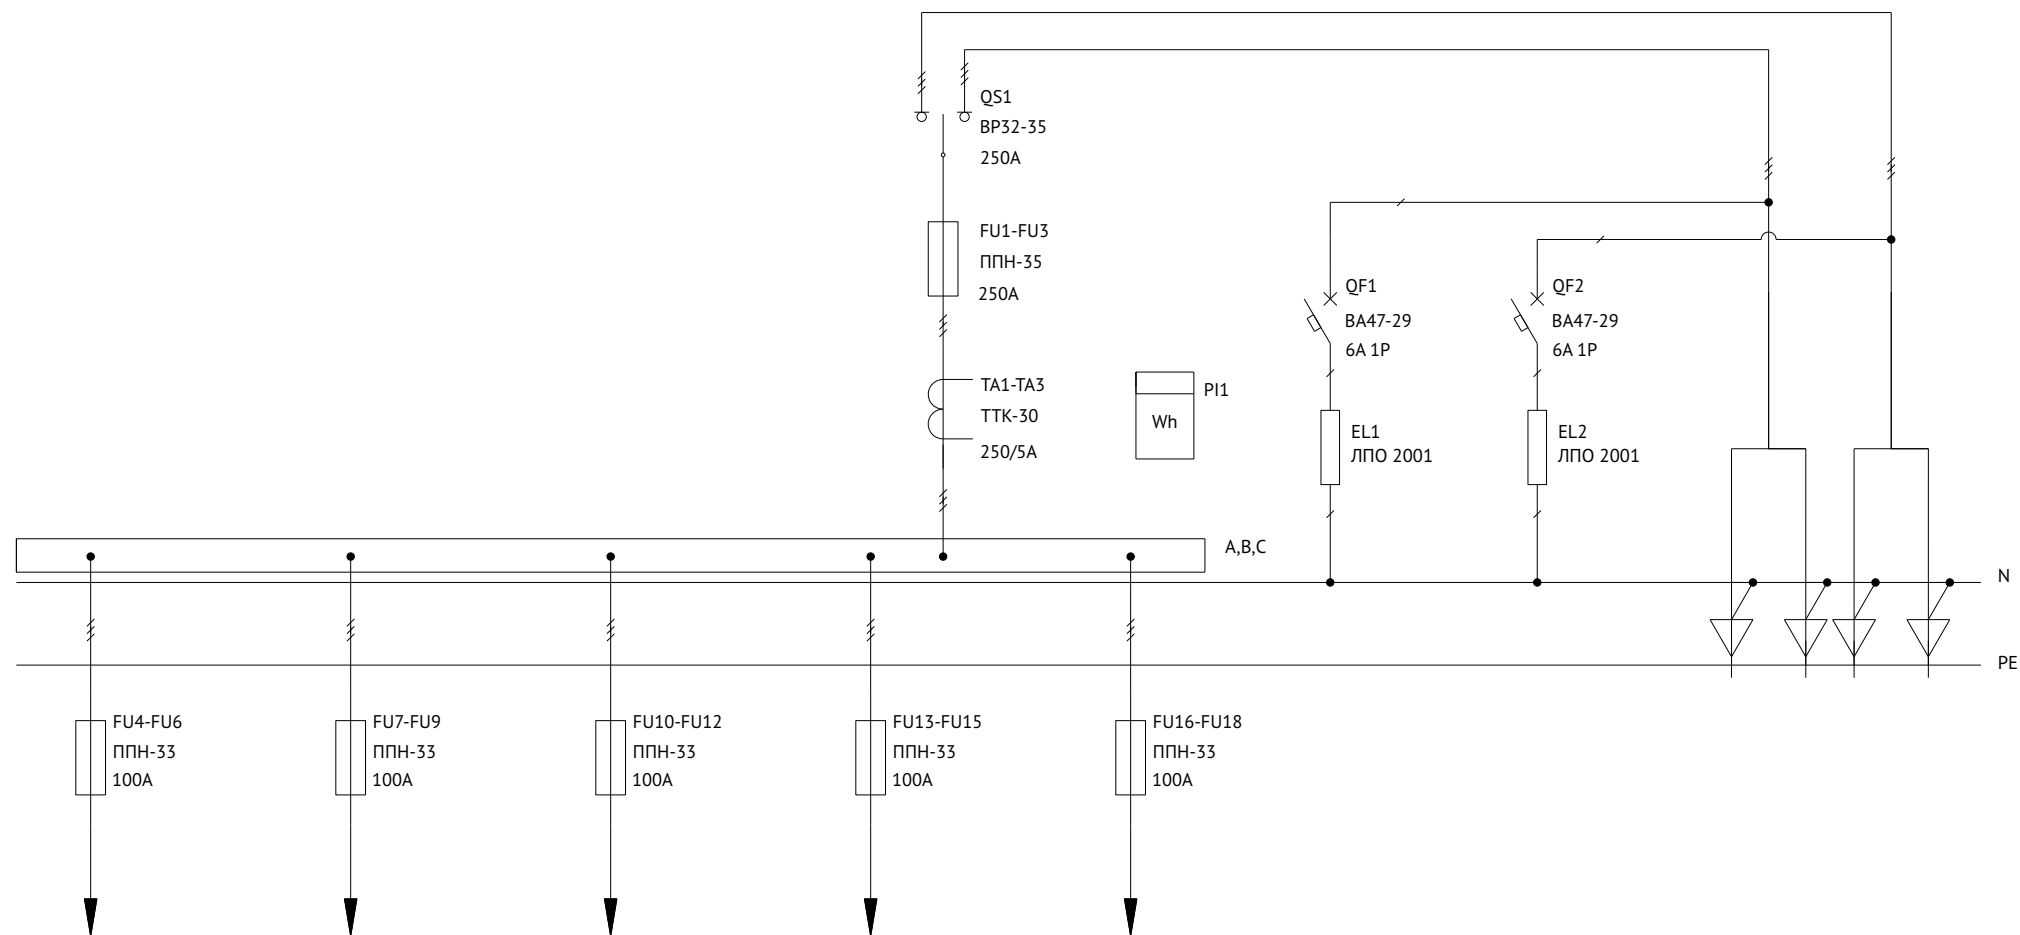 QS1
ВР32-35
250А
FU1-FU3
ППН-35
250А
QF1
ВА47-29
6А 1Р
QF2
ВА47-29
6А 1Р
TA1-TA3
ТТК-30
250/5А
PI1
Wh
EL1
ЛПО 2001
EL2
ЛПО 2001
A,B,C
N
PE
FU4-FU6
ППН-33
100А
FU7-FU9
ППН-33
100А
FU10-FU12
ППН-33
100А
FU13-FU15
ППН-33
100А
FU16-FU18
ППН-33
100А